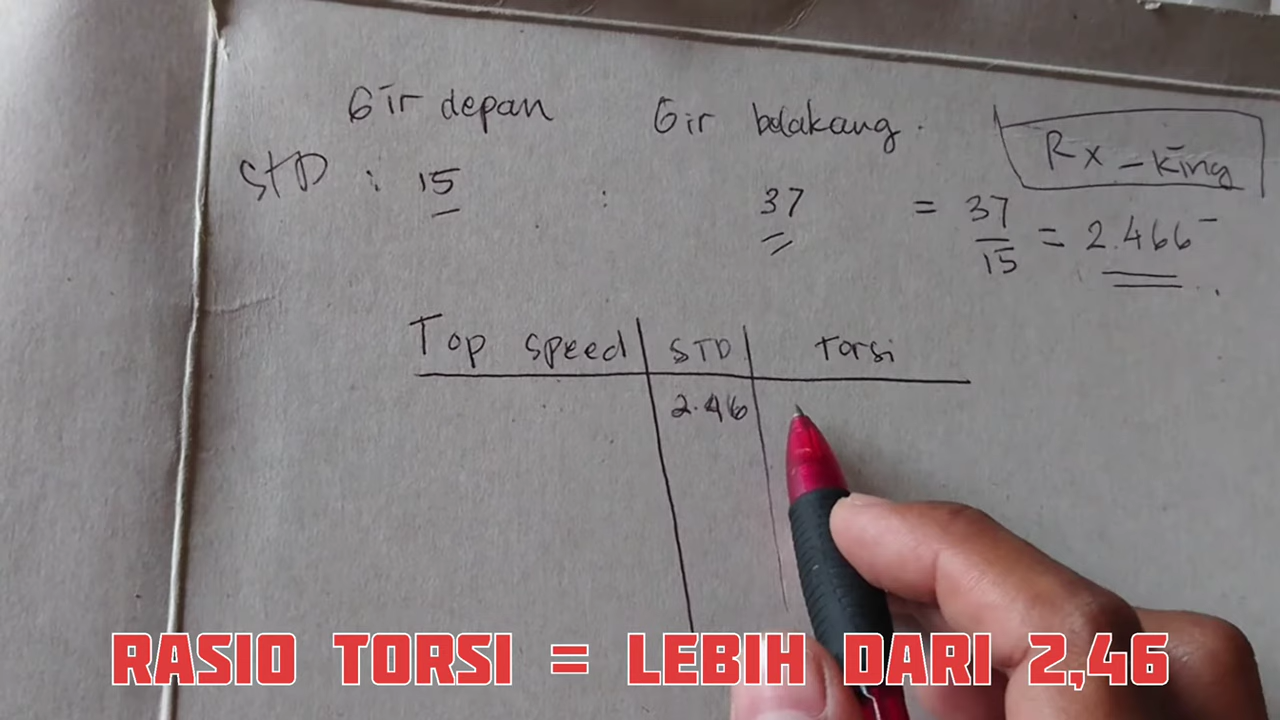 Gir depan Gir belakang.
Rx - King
STD : 15 : 37 = 37/15 = 2.466-
Top speed STD Torsi
2.46
RASIO TORSI = LEBIH DARI 2,46